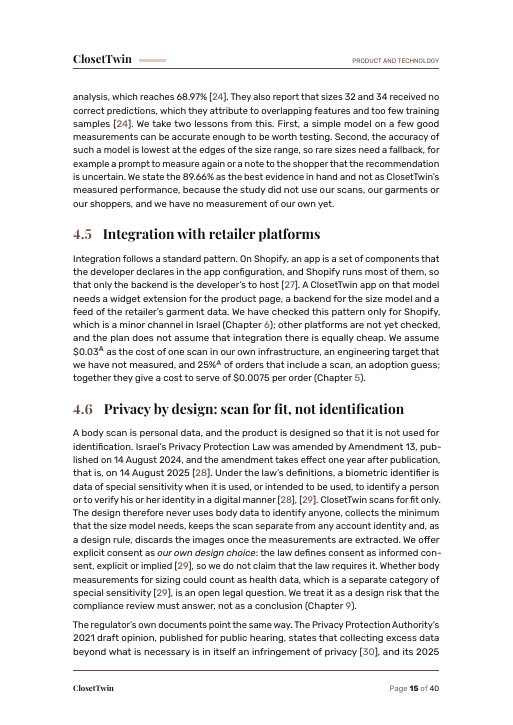 ClosetTwin
PRODUCT AND TECHNOLOGY
analysis, which reaches 68.97% [24]. They also report that sizes 32 and 34 received no
correct predictions, which they attribute to overlapping features and too few training
samples [24]. We take two lessons from this. First, a simple model on a few good
measurements can be accurate enough to be worth testing. Second, the accuracy of
such a model is lowest at the edges of the size range, so rare sizes need a fallback, for
example a prompt to measure again or a note to the shopper that the recommendation
is uncertain. We state the 89.66% as the best evidence in hand and not as ClosetTwin's
measured performance, because the study did not use our scans, our garments or
our shoppers, and we have no measurement of our own yet.
4.5 Integration with retailer platforms
Integration follows a standard pattern. On Shopify, an app is a set of components that
the developer declares in the app configuration, and Shopify runs most of them, so
that only the backend is the developer's to host [27]. A ClosetTwin app on that model
needs a widget extension for the product page, a backend for the size model and a
feed of the retailer's garment data. We have checked this pattern only for Shopify,
which is a minor channel in Israel (Chapter 6); other platforms are not yet checked,
and the plan does not assume that integration there is equally cheap. We assume
$0.03A as the cost of one scan in our own infrastructure, an engineering target that
we have not measured, and 25%A of orders that include a scan, an adoption guess;
together they give a cost to serve of $0.0075 per order (Chapter 5).
4.6 Privacy by design: scan for fit, not identification
A body scan is personal data, and the product is designed so that it is not used for
identification. Israel's Privacy Protection Law was amended by Amendment 13, pub-
lished on 14 August 2024, and the amendment takes effect one year after publication,
that is, on 14 August 2025 [28]. Under the law's definitions, a biometric identifier is
data of special sensitivity when it is used, or intended to be used, to identify a person
or to verify his or her identity in a digital manner [28], [29]. ClosetTwin scans for fit only.
The design therefore never uses body data to identify anyone, collects the minimum
that the size model needs, keeps the scan separate from any account identity and, as
a design rule, discards the images once the measurements are extracted. We offer
explicit consent as our own design choice: the law defines consent as informed con-
sent, explicit or implied [29], so we do not claim that the law requires it. Whether body
measurements for sizing could count as health data, which is a separate category of
special sensitivity [29], is an open legal question. We treat it as a design risk that the
compliance review must answer, not as a conclusion (Chapter 9).
The regulator's own documents point the same way. The Privacy Protection Authority's
2021 draft opinion, published for public hearing, states that collecting excess data
beyond what is necessary is in itself an infringement of privacy [30], and its 2025
ClosetTwin
Page 15 of 40